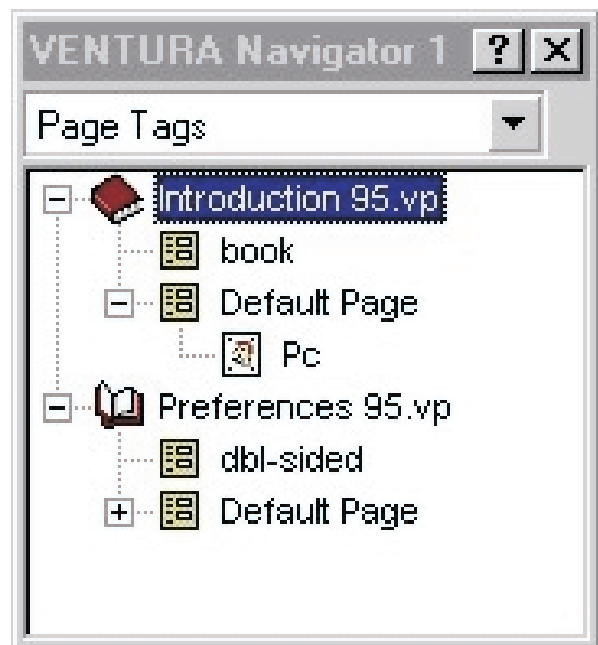 VENTURA Navigator 1 ? X
Page Tags
Introduction 95.vp
book
Default Page
Pc
Preferences 95.vp
dbl-sided
Default Page